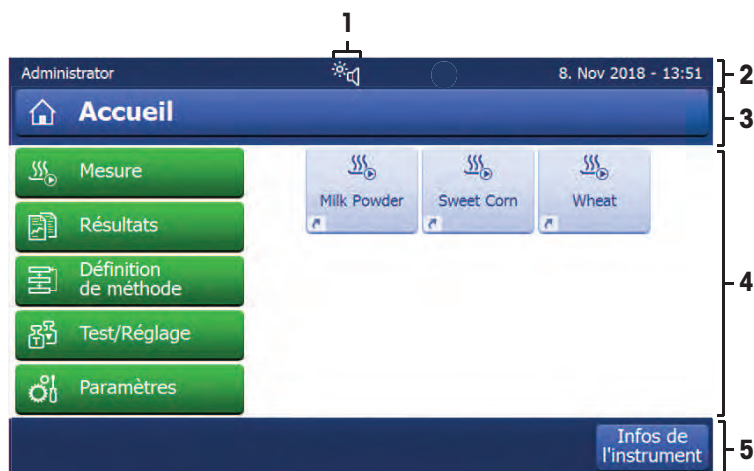 1
Administrator
8. Nov 2018 - 13:51
2
Accueil
3
Mesure
Résultats
Définition
de méthode
Test/Réglage
Paramètres
Milk Powder
Sweet Corn
Wheat
4
Infos de
l'instrument
5